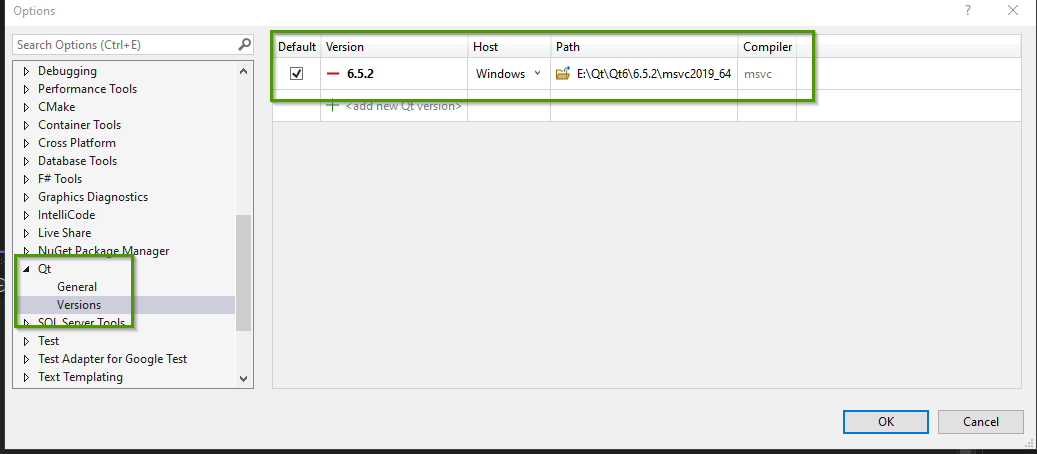 Options
Search Options (Ctrl+E)
Debugging
Performance Tools
CMake
Container Tools
Cross Platform
Database Tools
F# Tools
Graphics Diagnostics
IntelliCode
Live Share
NuGet Package Manager
Qt
General
Versions
SQL Server Tools
Test
Test Adapter for Google Test
Text Templating
Default Version Host Path Compiler
6.5.2 Windows E:\Qt\Qt6\6.5.2\msvc2019_64 msvc
<add new Qt version>
OK Cancel